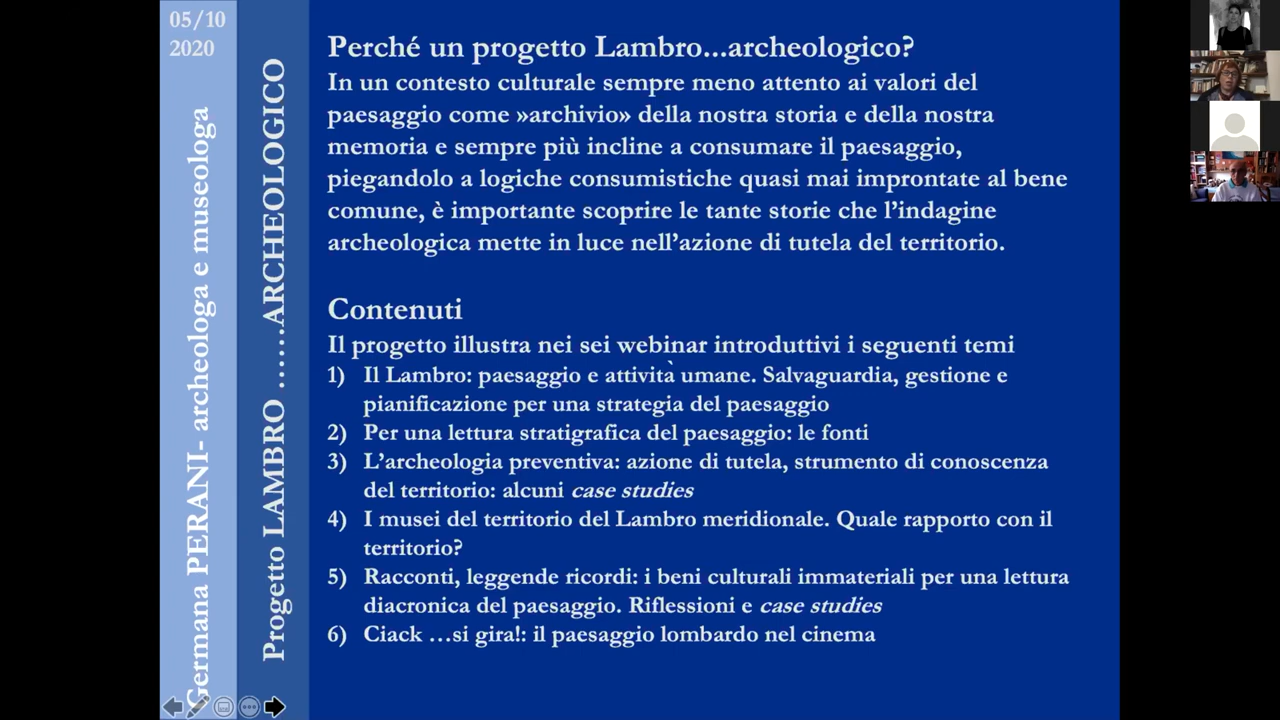 05/10
2020
Germana PERANI- archeologa e museologa
Progetto LAMBRO ......ARCHEOLOGICO
Perché un progetto Lambro...archeologico?
In un contesto culturale sempre meno attento ai valori del
paesaggio come »archivio» della nostra storia e della nostra
memoria e sempre più incline a consumare il paesaggio,
piegandolo a logiche consumistiche quasi mai improntate al bene
comune, è importante scoprire le tante storie che l'indagine
archeologica mette in luce nell'azione di tutela del territorio.
Contenuti
Il progetto illustra nei sei webinar introduttivi i seguenti temi
1) Il Lambro: paesaggio e attività umane. Salvaguardia, gestione e
pianificazione per una strategia del paesaggio
2) Per una lettura stratigrafica del paesaggio: le fonti
3) L'archeologia preventiva: azione di tutela, strumento di conoscenza
del territorio: alcuni case studies
4) I musei del territorio del Lambro meridionale. Quale rapporto con il
territorio?
5) Racconti, leggende ricordi: i beni culturali immateriali per una lettura
diacronica del paesaggio. Riflessioni e case studies
6) Ciack ...si gira!: il paesaggio lombardo nel cinema